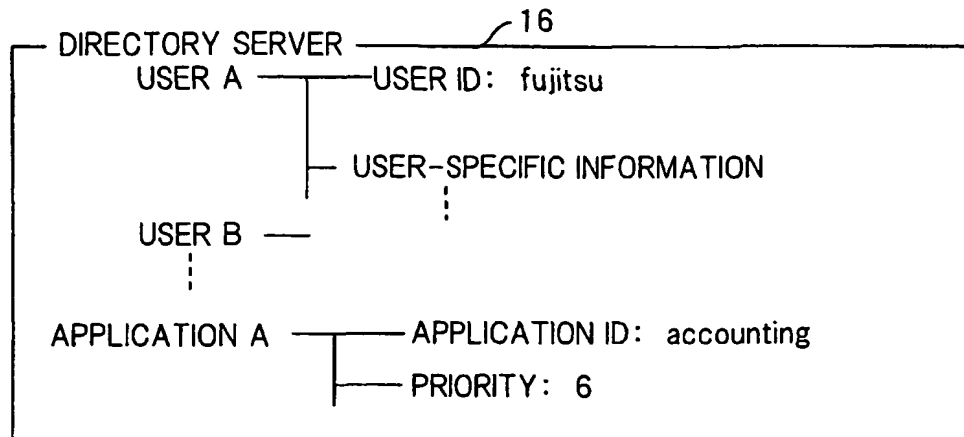 16
DIRECTORY SERVER
USER A USER ID: fujitsu
USER-SPECIFIC INFORMATION
USER B
APPLICATION A APPLICATION ID: accounting
PRIORITY: 6